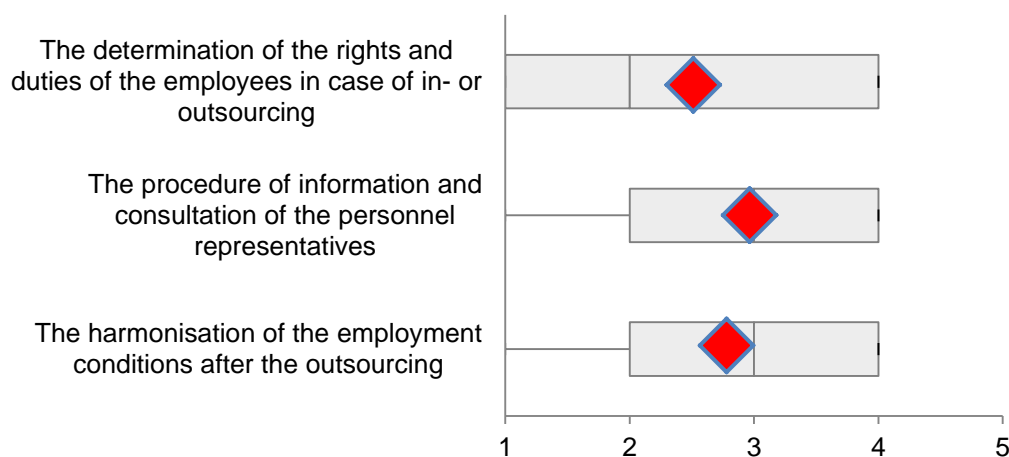 The determination of the rights and
duties of the employees in case of in- or
outsourcing
The procedure of information and
consultation of the personnel
representatives
The harmonisation of the employment
conditions after the outsourcing
1 2 3 4 5